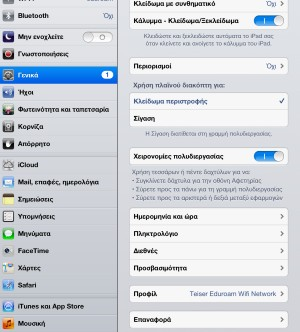 Bluetooth Όχι
Μην ενοχλείτε
Γνωστοποιήσεις
Γενικά 1
Ήχοι
Φωτεινότητα και ταπετσαρία
Κορνίζα
Απόρρητο
iCloud
Mail, επαφές, ημερολόγια
Σημειώσεις
Υπομνήσεις
Μηνύματα
FaceTime
Χάρτες
Safari
iTunes και App Store
Μουσική
Κλείδωμα με συνθηματικό Όχι
Κάλυμμα - Κλείδωμα/Ξεκλείδωμα
Κλειδώστε και ξεκλειδώστε αυτόματα το iPad σας
όταν κλείνετε και ανοίγετε το κάλυμμα του iPad.
Περιορισμοί Όχι
Χρήση πλαϊνού διακόπτη για:
Κλείδωμα περιστροφής
Σίγαση
Η Σίγαση διατίθεται στη γραμμή πολυδιεργασίας.
Χειρονομίες πολυδιεργασίας
Χρήση τεσσάρων ή πέντε δαχτύλων για να:
• Συγκλίνετε δάχτυλα για την οθόνη Αφετηρίας
• Σύρετε προς τα πάνω για τη γραμμή πολυδιεργασίας
• Σύρετε προς τα αριστερά ή δεξιά μεταξύ εφαρμογών
Ημερομηνία και ώρα
Πληκτρολόγιο
Διεθνές
Προσβασιμότητα
Προφίλ Teiser Eduroam Wifi Network
Επαναφορά